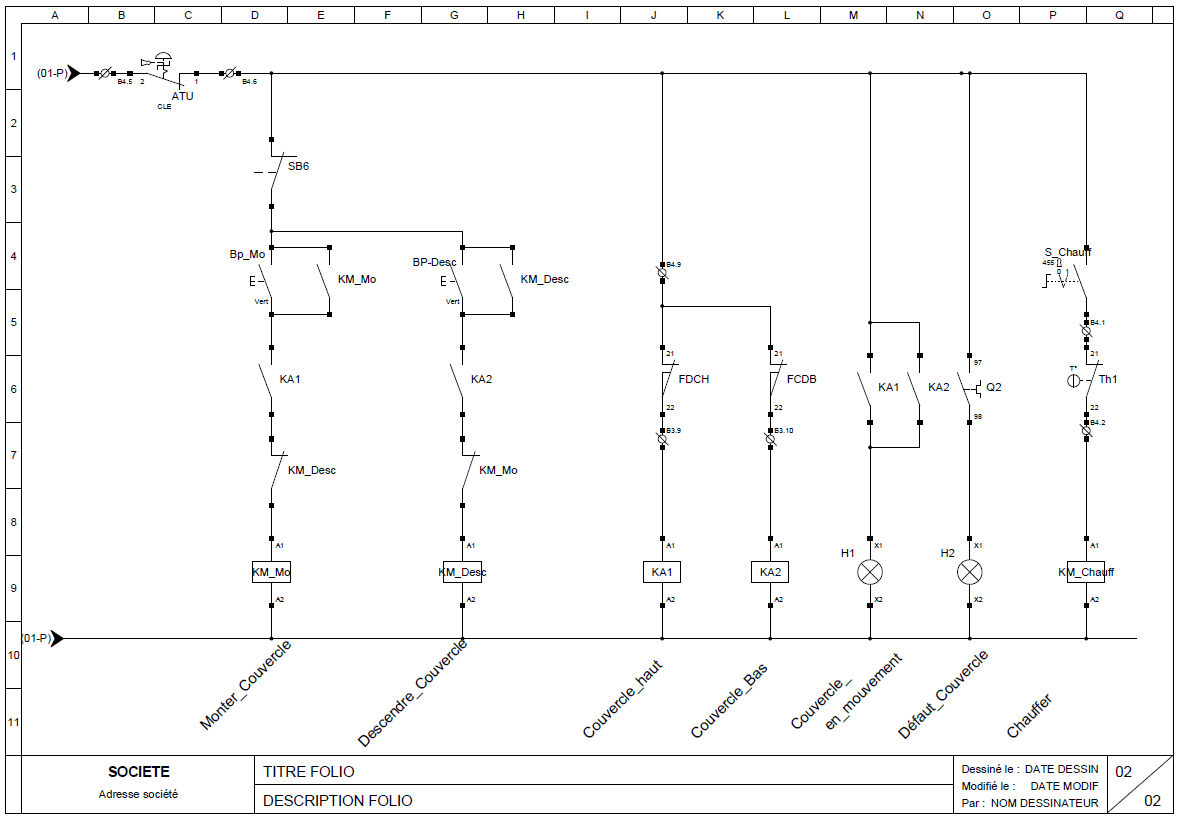 A B C D E F G H I J K L M N O P Q
1
(01-P)
B4.5 2 1 B4.6
ATU
CLE
2
SB6
3
4
Bp_Mo
KM_Mo
Vert
BP-Desc
KM_Desc
Vert
B4.9
S_Chauff
455
0 1
5
B4.1
21
21
97
21
6
KA1
KA2
FDCH
FCDB
KA1
KA2
Q2
T°
Th1
22
22
98
22
B3.9
B3.10
B4.2
7
KM_Desc
KM_Mo
8
A1
A1
A1
A1
X1
X1
A1
H1
H2
9
KM_Mo
KM_Desc
KA1
KA2
KM_Chauff
A2
A2
A2
A2
X2
X2
A2
(01-P)
10
Monter_Couvercle
Descendre_Couvercle
Couvercle_haut
Couvercle_Bas
Couvercle_
en_mouvement
Défaut_Couvercle
Chauffer
11
SOCIETE
Adresse société
TITRE FOLIO
DESCRIPTION FOLIO
Dessiné le : DATE DESSIN
Modifié le : DATE MODIF
Par : NOM DESSINATEUR
02
02